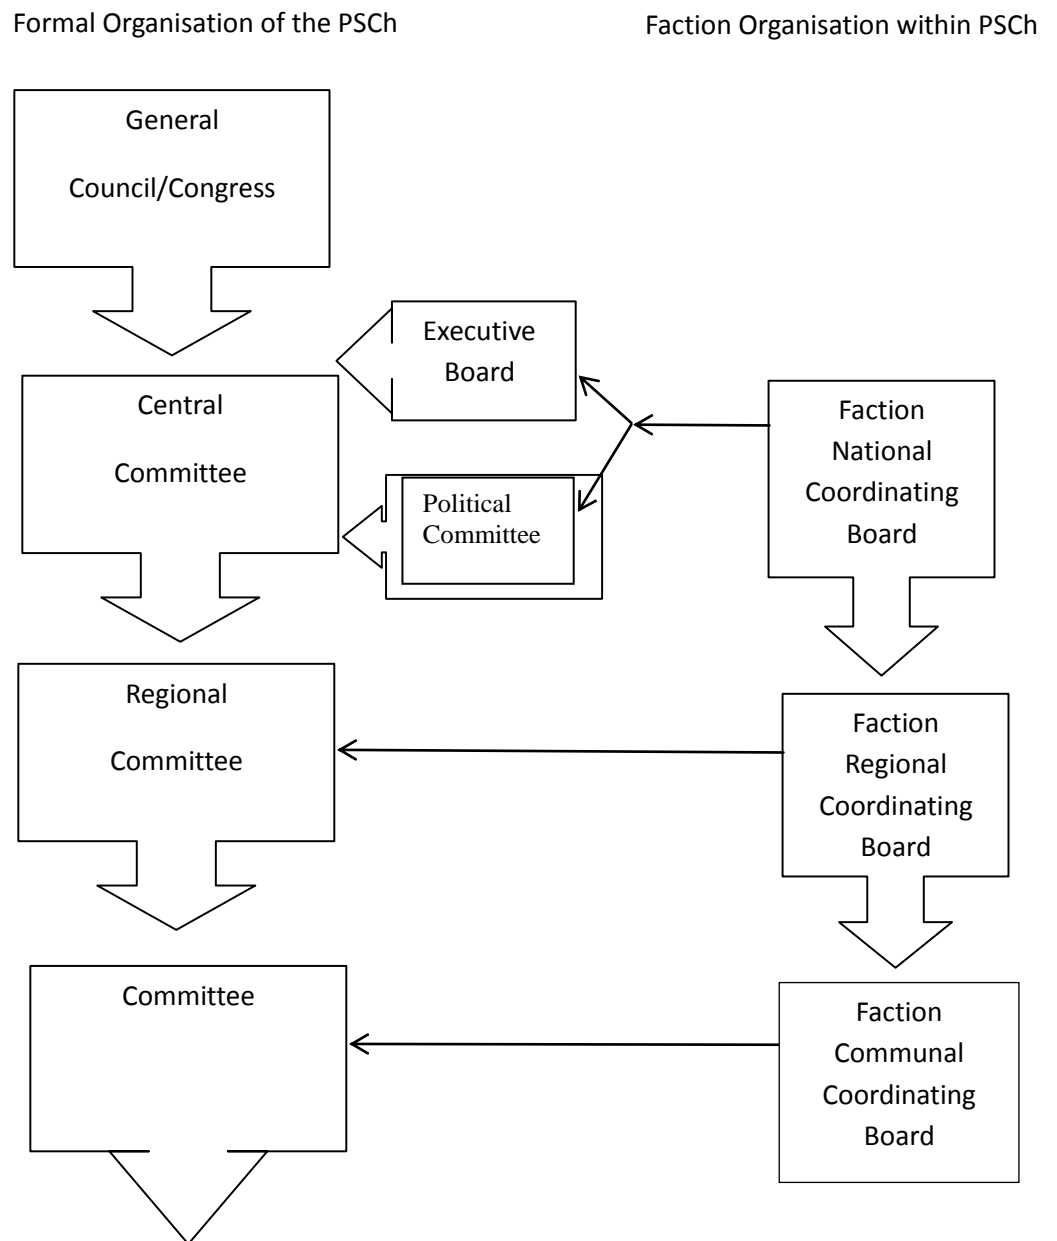 Formal Organisation of the PSCh
Faction Organisation within PSCh
General
Council/Congress
Executive
Board
Central
Committee
Political
Committee
Faction
National
Coordinating
Board
Regional
Committee
Faction
Regional
Coordinating
Board
Committee
Faction
Communal
Coordinating
Board